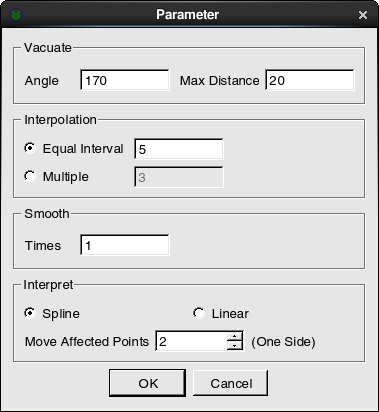 Parameter
Vacuate
Angle 170 Max Distance 20
Interpolation
Equal Interval 5
Multiple 3
Smooth
Times 1
Interpret
Spline Linear
Move Affected Points 2 (One Side)
OK Cancel